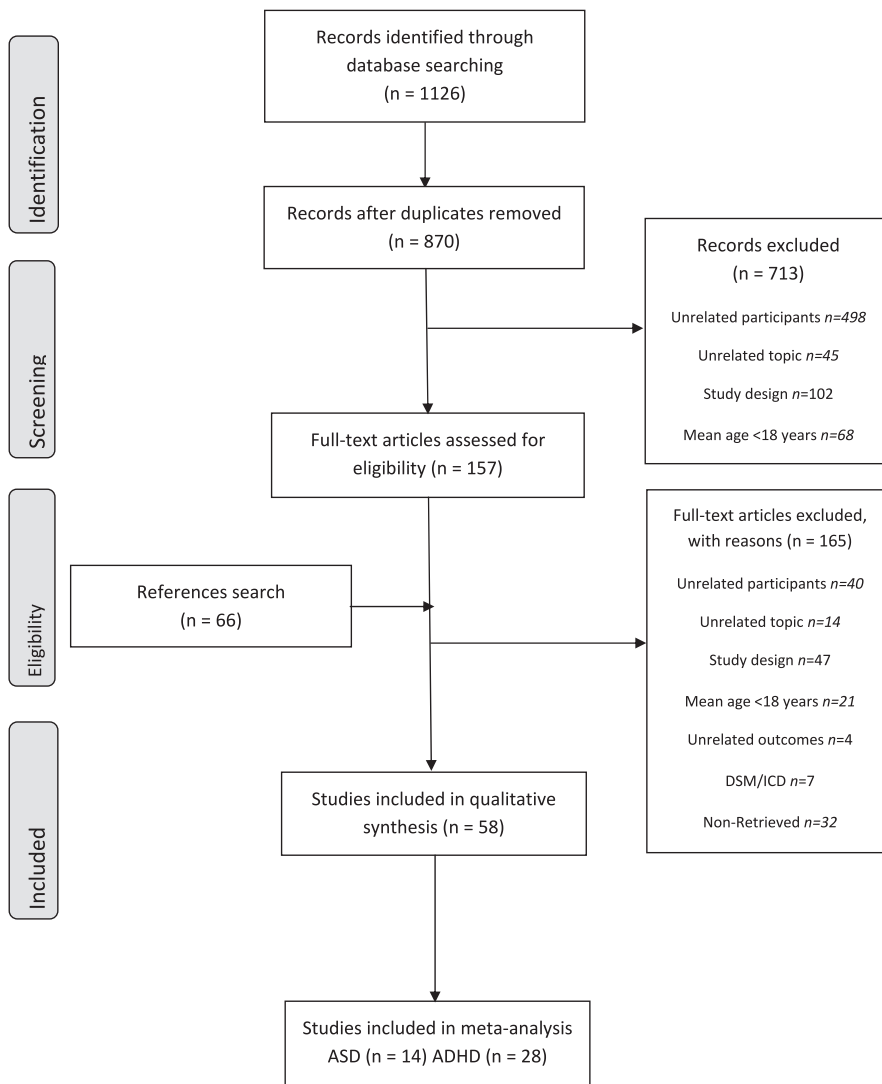 Identification
Records identified through
database searching
(n = 1126)
Records after duplicates removed
(n = 870)
Screening
Records excluded
(n = 713)
Unrelated participants n=498
Unrelated topic n=45
Study design n=102
Mean age <18 years n=68
Full-text articles assessed for
eligibility (n = 157)
Eligibility
References search
(n = 66)
Full-text articles excluded,
with reasons (n = 165)
Unrelated participants n=40
Unrelated topic n=14
Study design n=47
Mean age <18 years n=21
Unrelated outcomes n=4
DSM/ICD n=7
Non-Retrieved n=32
Included
Studies included in qualitative
synthesis (n = 58)
Studies included in meta-analysis
ASD (n = 14) ADHD (n = 28)